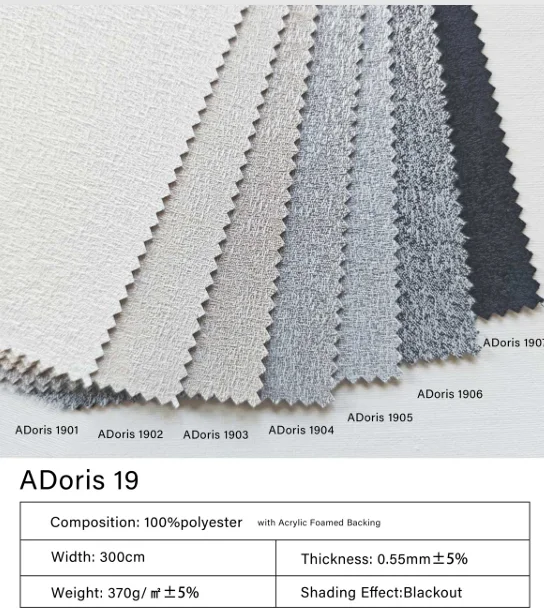 ADoris 1907
ADoris 1906
ADoris 1905
ADoris 1901
ADoris 1902
ADoris 1903
ADoris 1904
ADoris 19
Composition: 100%polyester with Acrylic Foamed Backing
Width: 300cm
Thickness: 0.55mm±5%
Weight: 370g/㎡±5%
Shading Effect:Blackout